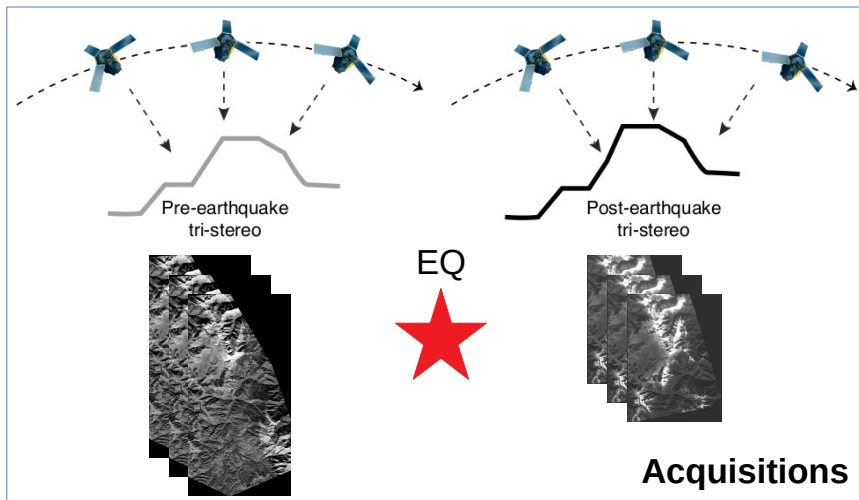 Pre-earthquake
tri-stereo
Post-earthquake
tri-stereo
EQ
Acquisitions